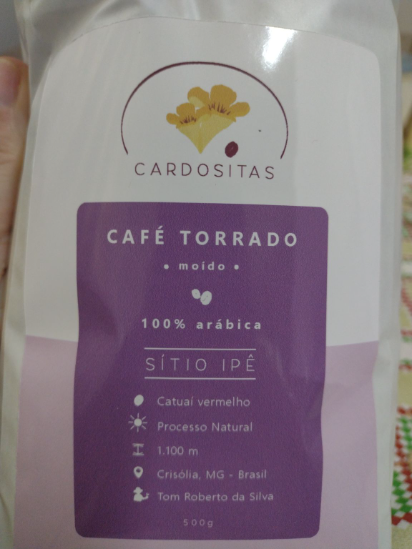 CARDOSITAS
CAFÉ TORRADO
• moído •
100% arábica
SÍTIO IPÊ
Catuaí vermelho
Processo Natural
1.100 m
Crisólia, MG - Brasil
Tom Roberto da Silva
500g